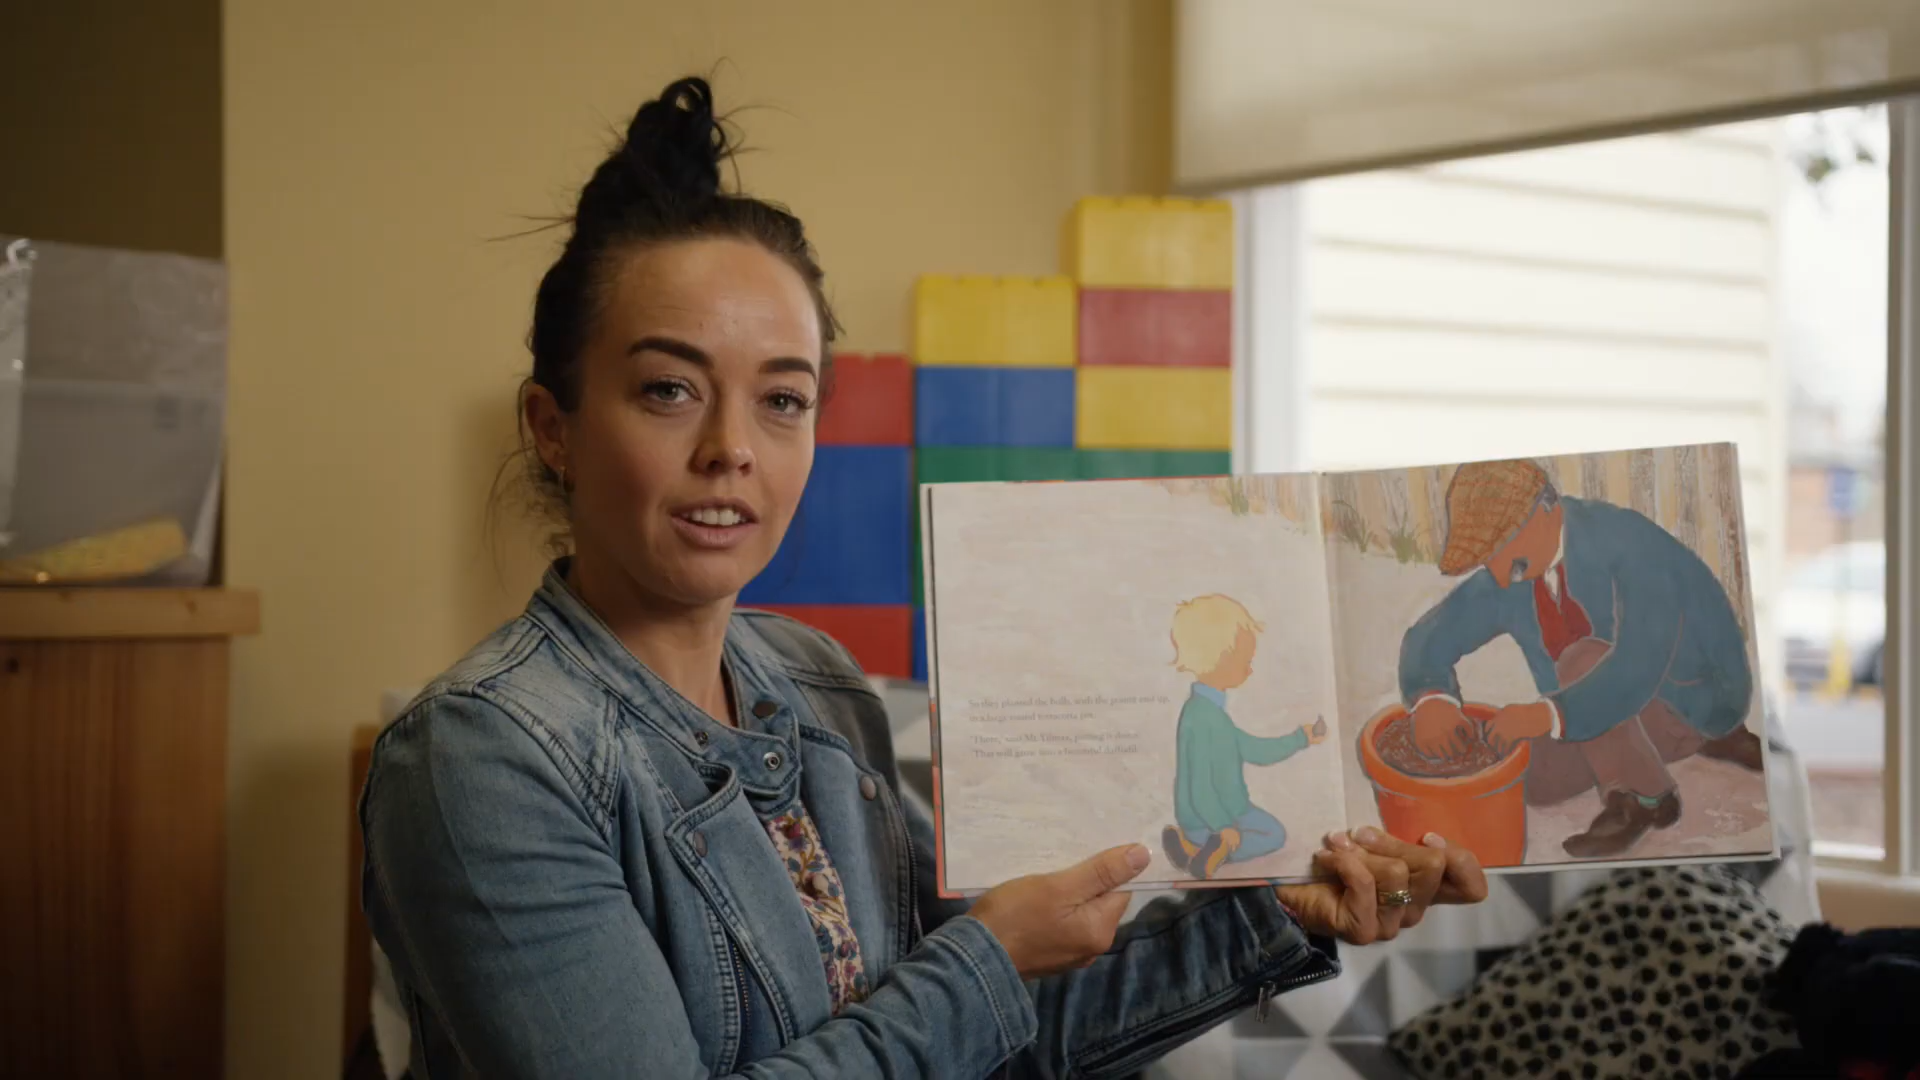 So they planted the bulb, with the pointy end up,
in a large round terracotta pot.
"There," said Mr Yilmaz, patting it down.
"That will grow into a beautiful daffodil.